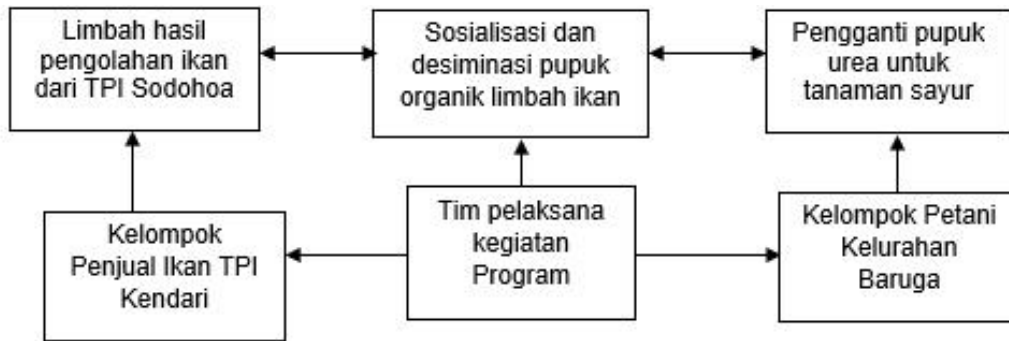 Limbah hasil
pengolahan ikan
dari TPI Sodohoa
Sosialisasi dan
desiminasi pupuk
organik limbah ikan
Pengganti pupuk
urea untuk
tanaman sayur
Kelompok
Penjual Ikan TPI
Kendari
Tim pelaksana
kegiatan
Program
Kelompok Petani
Kelurahan
Baruga